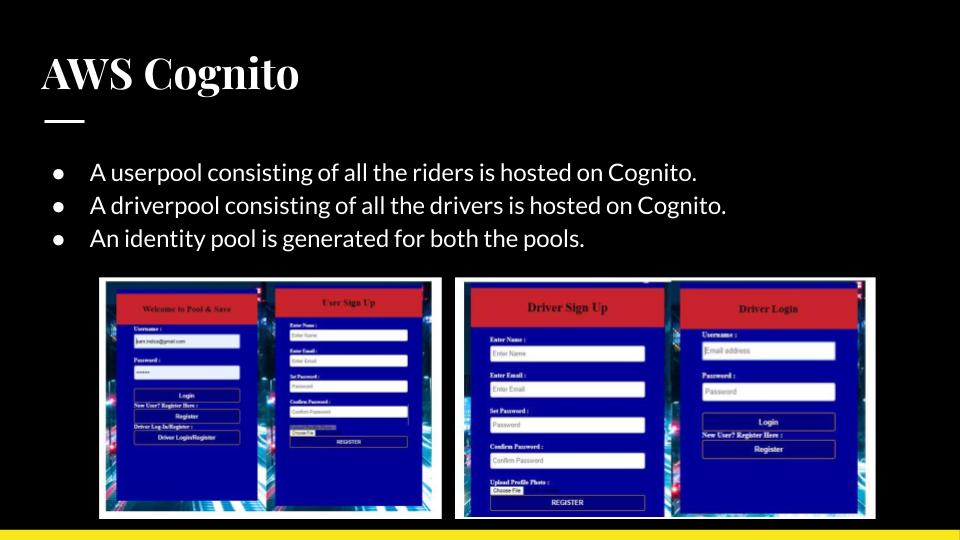 AWS Cognito
● A userpool consisting of all the riders is hosted on Cognito.
● A driverpool consisting of all the drivers is hosted on Cognito.
● An identity pool is generated for both the pools.
Welcome to Pool & Save
Username :
Password :
Login
New User? Register Here :
Register
Driver Log-In/Register :
Driver Login/Register
User Sign Up
Enter Name :
Enter Name
Enter Email :
Enter Email
Set Password :
Password
Confirm Password :
Confirm Password
Choose File
REGISTER
Driver Sign Up
Enter Name :
Enter Name
Enter Email :
Enter Email
Set Password :
Password
Confirm Password :
Confirm Password
Upload Profile Photo :
Choose File
REGISTER
Driver Login
Username :
Email address
Password :
Password
Login
New User? Register Here :
Register